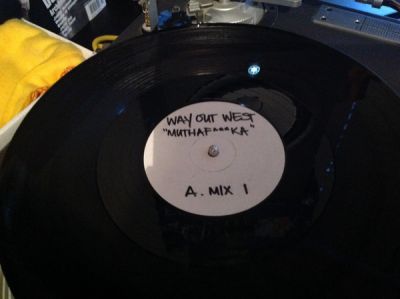 WAY OUT WEST
"MUTHAF***KA"
A. MIX 1